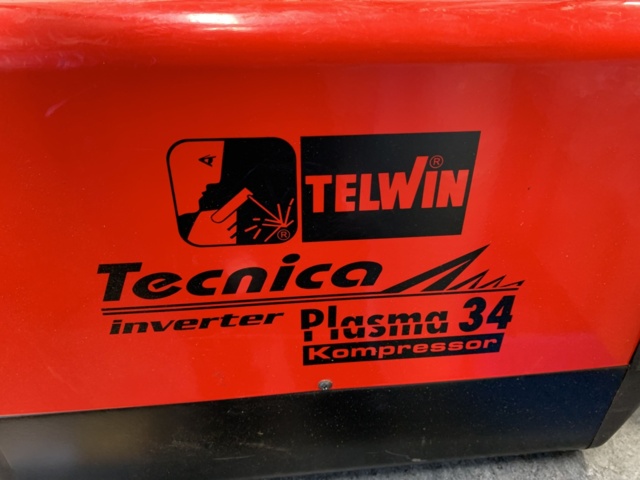 TELWIN®
®
Tecnica
inverter Plasma 34
Kompressor